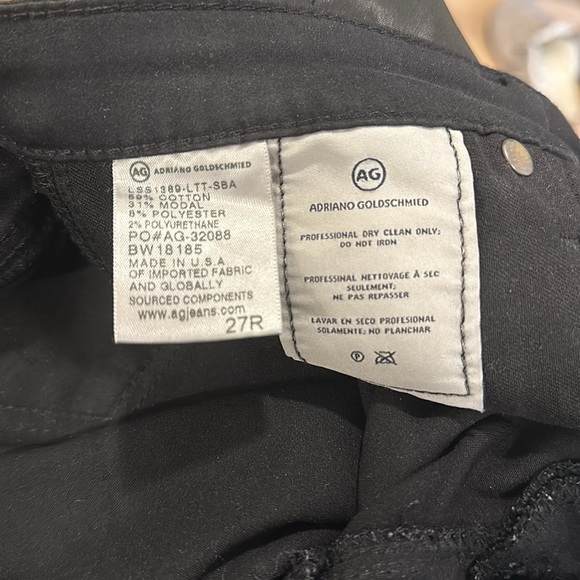 AG ADRIANO GOLDSCHMIED
LSS1389-LTT-SBA
59% COTTON
31% MODAL
8% POLYESTER
2% POLYURETHANE
PO#AG-32088
BW18185
MADE IN U.S.A
OF IMPORTED FABRIC
AND GLOBALLY
SOURCED COMPONENTS
www.agjeans.com
27R
AG
ADRIANO GOLDSCHMIED
PROFESSIONAL DRY CLEAN ONLY;
DO NOT IRON
PROFESSINAL NETTOYAGE À SEC
SEULEMENT;
NE PAS REPASSER
LAVAR EN SECO PROFESIONAL
SOLAMENTE; NO PLANCHAR
P